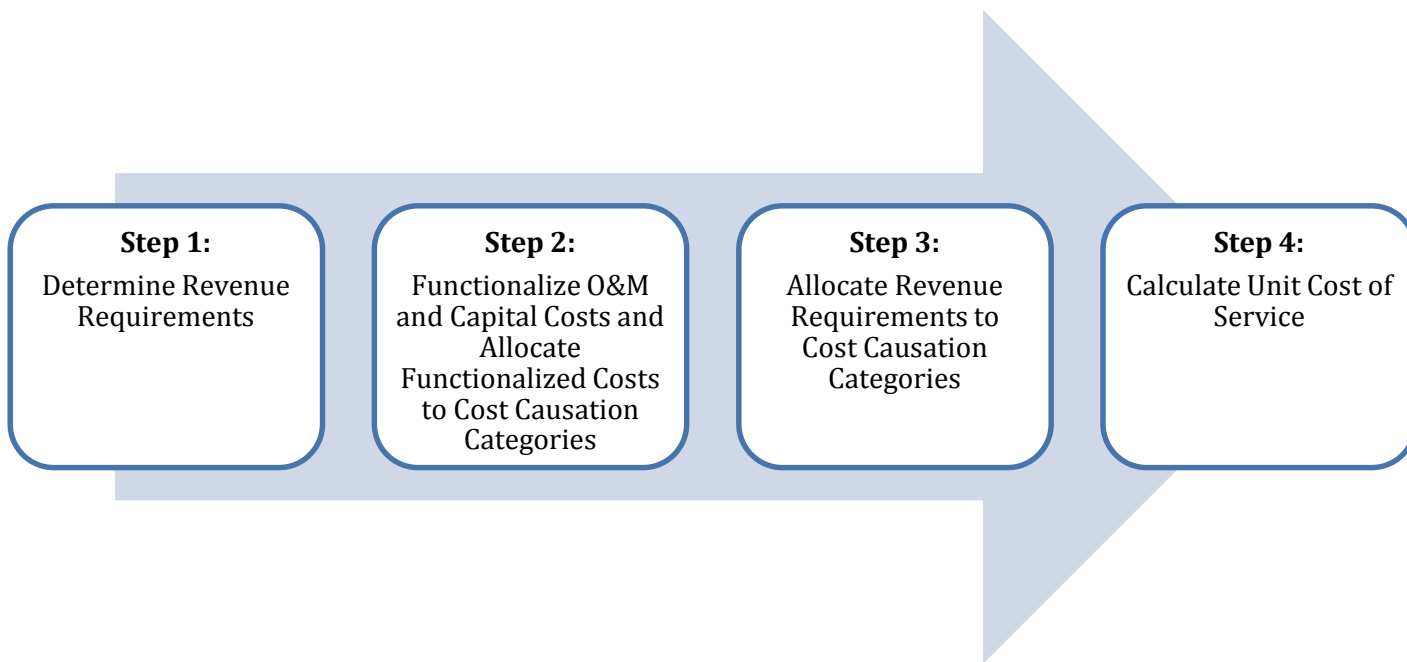 Step 1:
Determine Revenue
Requirements
Step 2:
Functionalize O&M
and Capital Costs and
Allocate
Functionalized Costs
to Cost Causation
Categories
Step 3:
Allocate Revenue
Requirements to
Cost Causation
Categories
Step 4:
Calculate Unit Cost of
Service